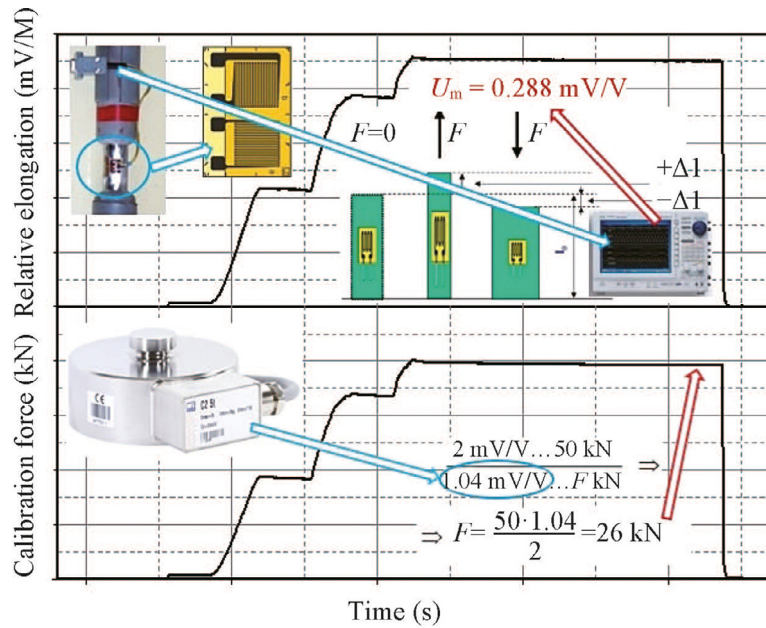 Relative elongation (mV/M)
U_m = 0.288 mV/V
F=0
F
F
+Δ1
−Δ1
Calibration force (kN)
C2 5t
2 mV/V...50 kN
⇒
1.04 mV/V...F kN
⇒ F= 50·1.04 / 2 =26 kN
Time (s)